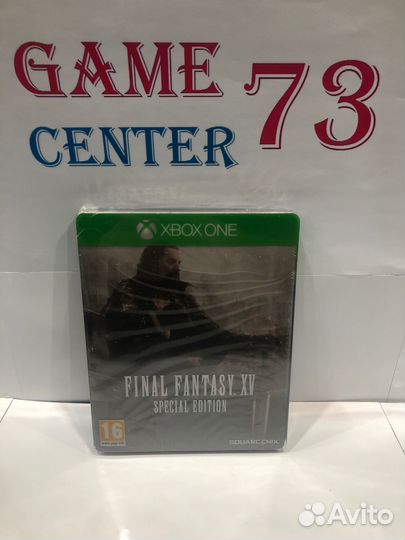 GAME 73
CENTER
XBOX ONE
FINAL FANTASY XV
SPECIAL EDITION
16
SQUARE ENIX
Avito